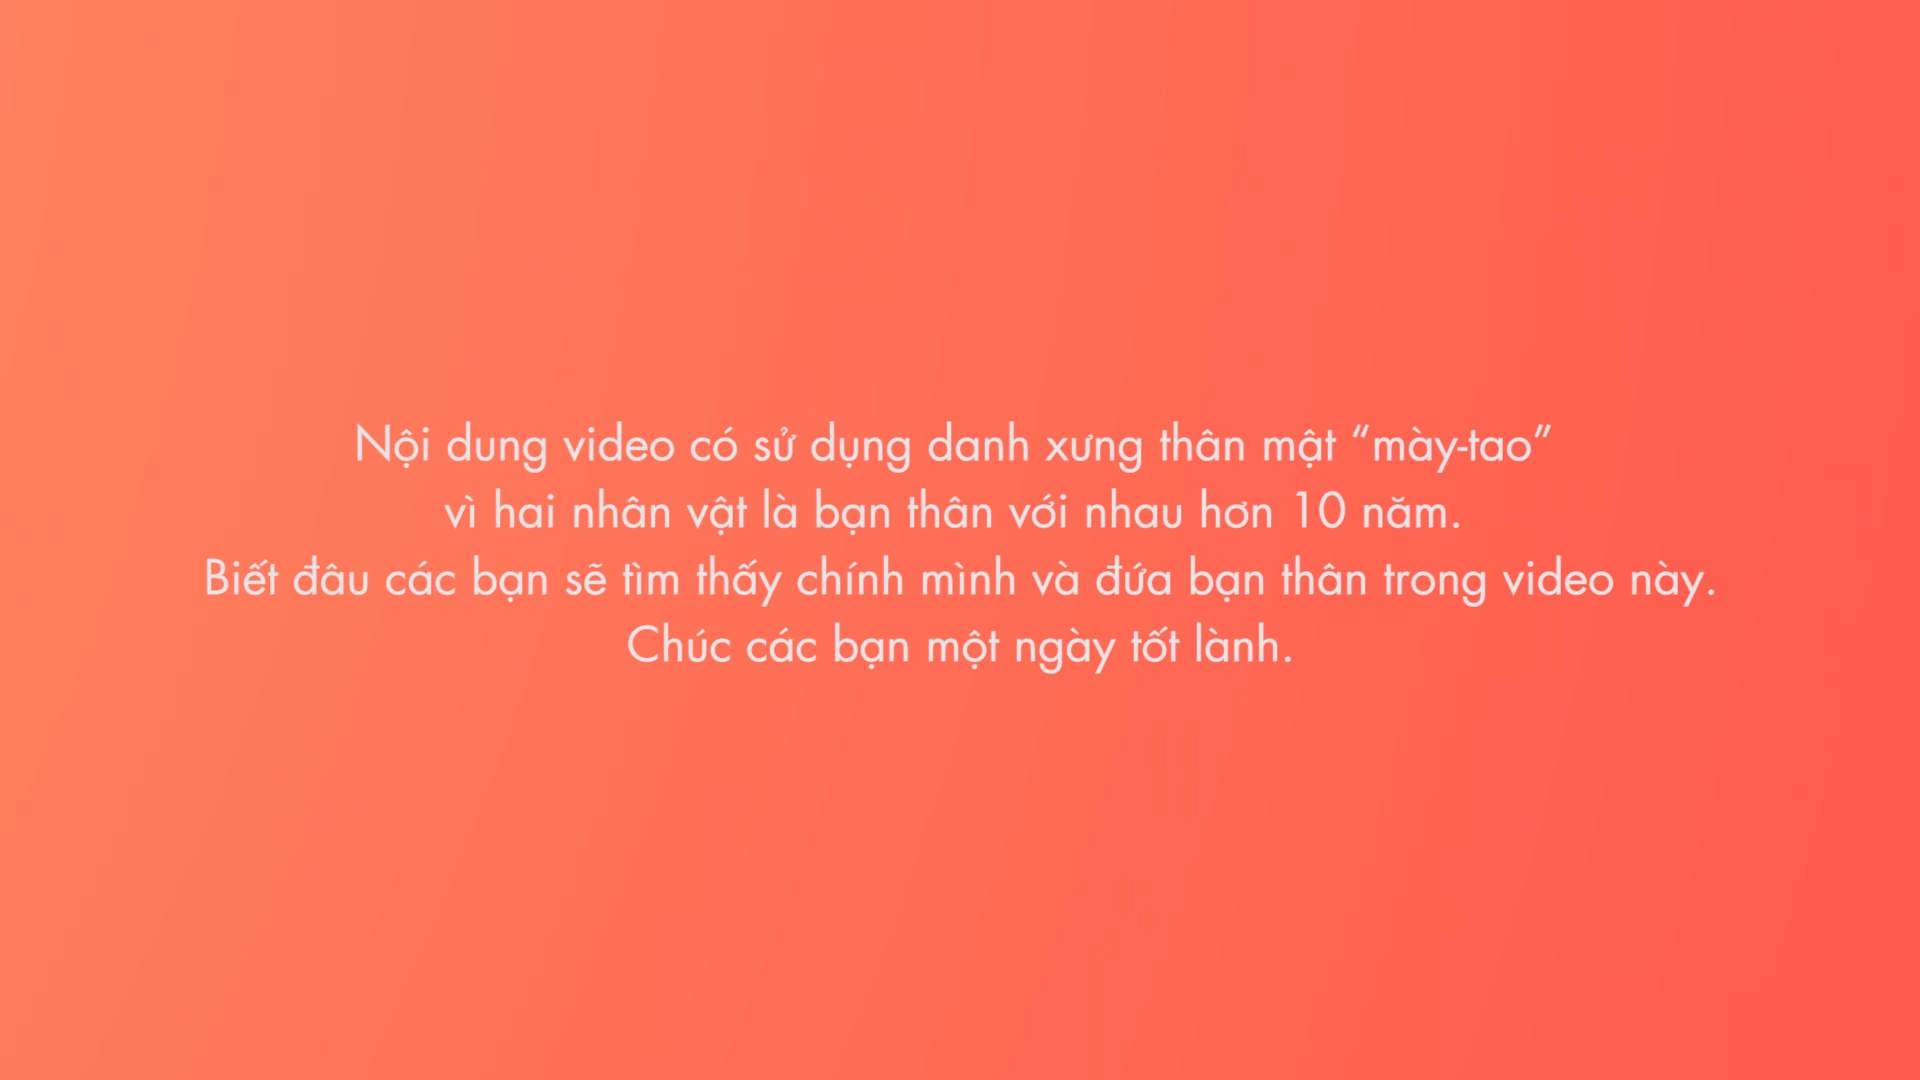 Nội dung video có sử dụng danh xưng thân mật “mày-tao”
vì hai nhân vật là bạn thân với nhau hơn 10 năm.
Biết đâu các bạn sẽ tìm thấy chính mình và đứa bạn thân trong video này.
Chúc các bạn một ngày tốt lành.